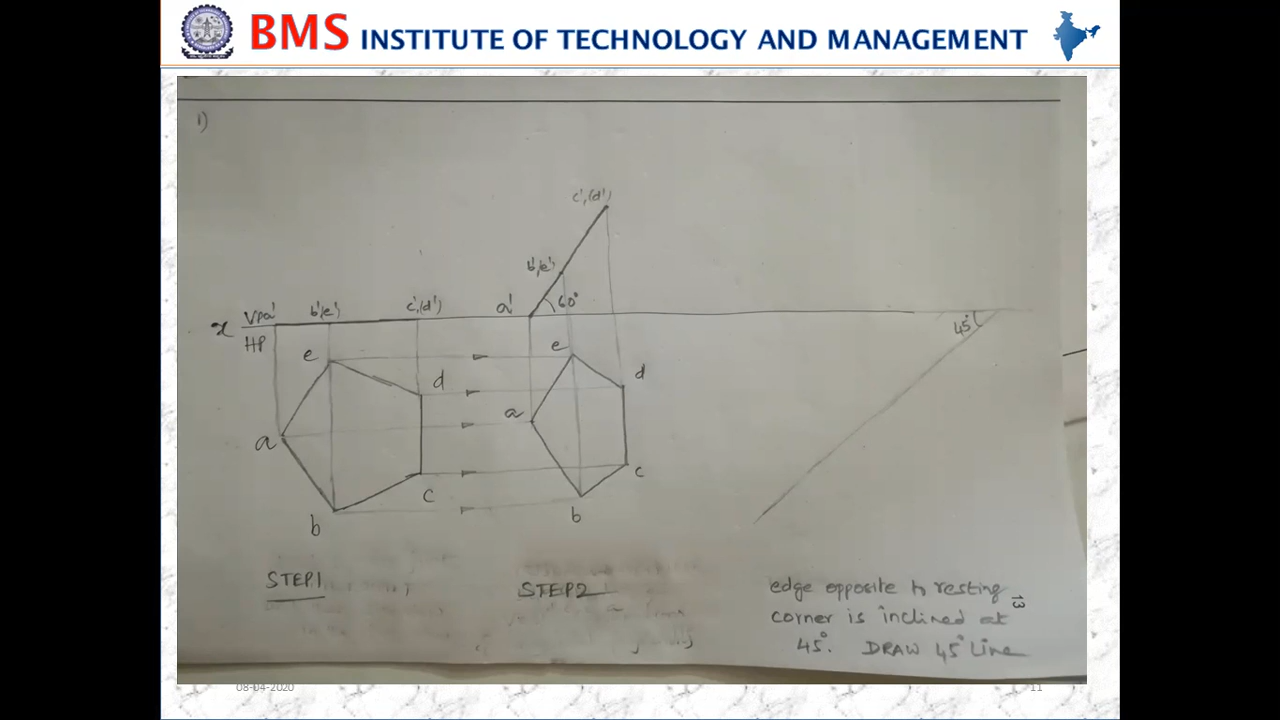 BMS INSTITUTE OF TECHNOLOGY AND MANAGEMENT
1)
c',(d')
b'(e')
60°
a'
x VP a' b'(e') c',(d')
HP
45°
e
d
a
b
c
e
d
a
c
b
STEP1
STEP2
edge opposite to resting
corner is inclined at
45°. DRAW 45° Line
08-04-2020
11